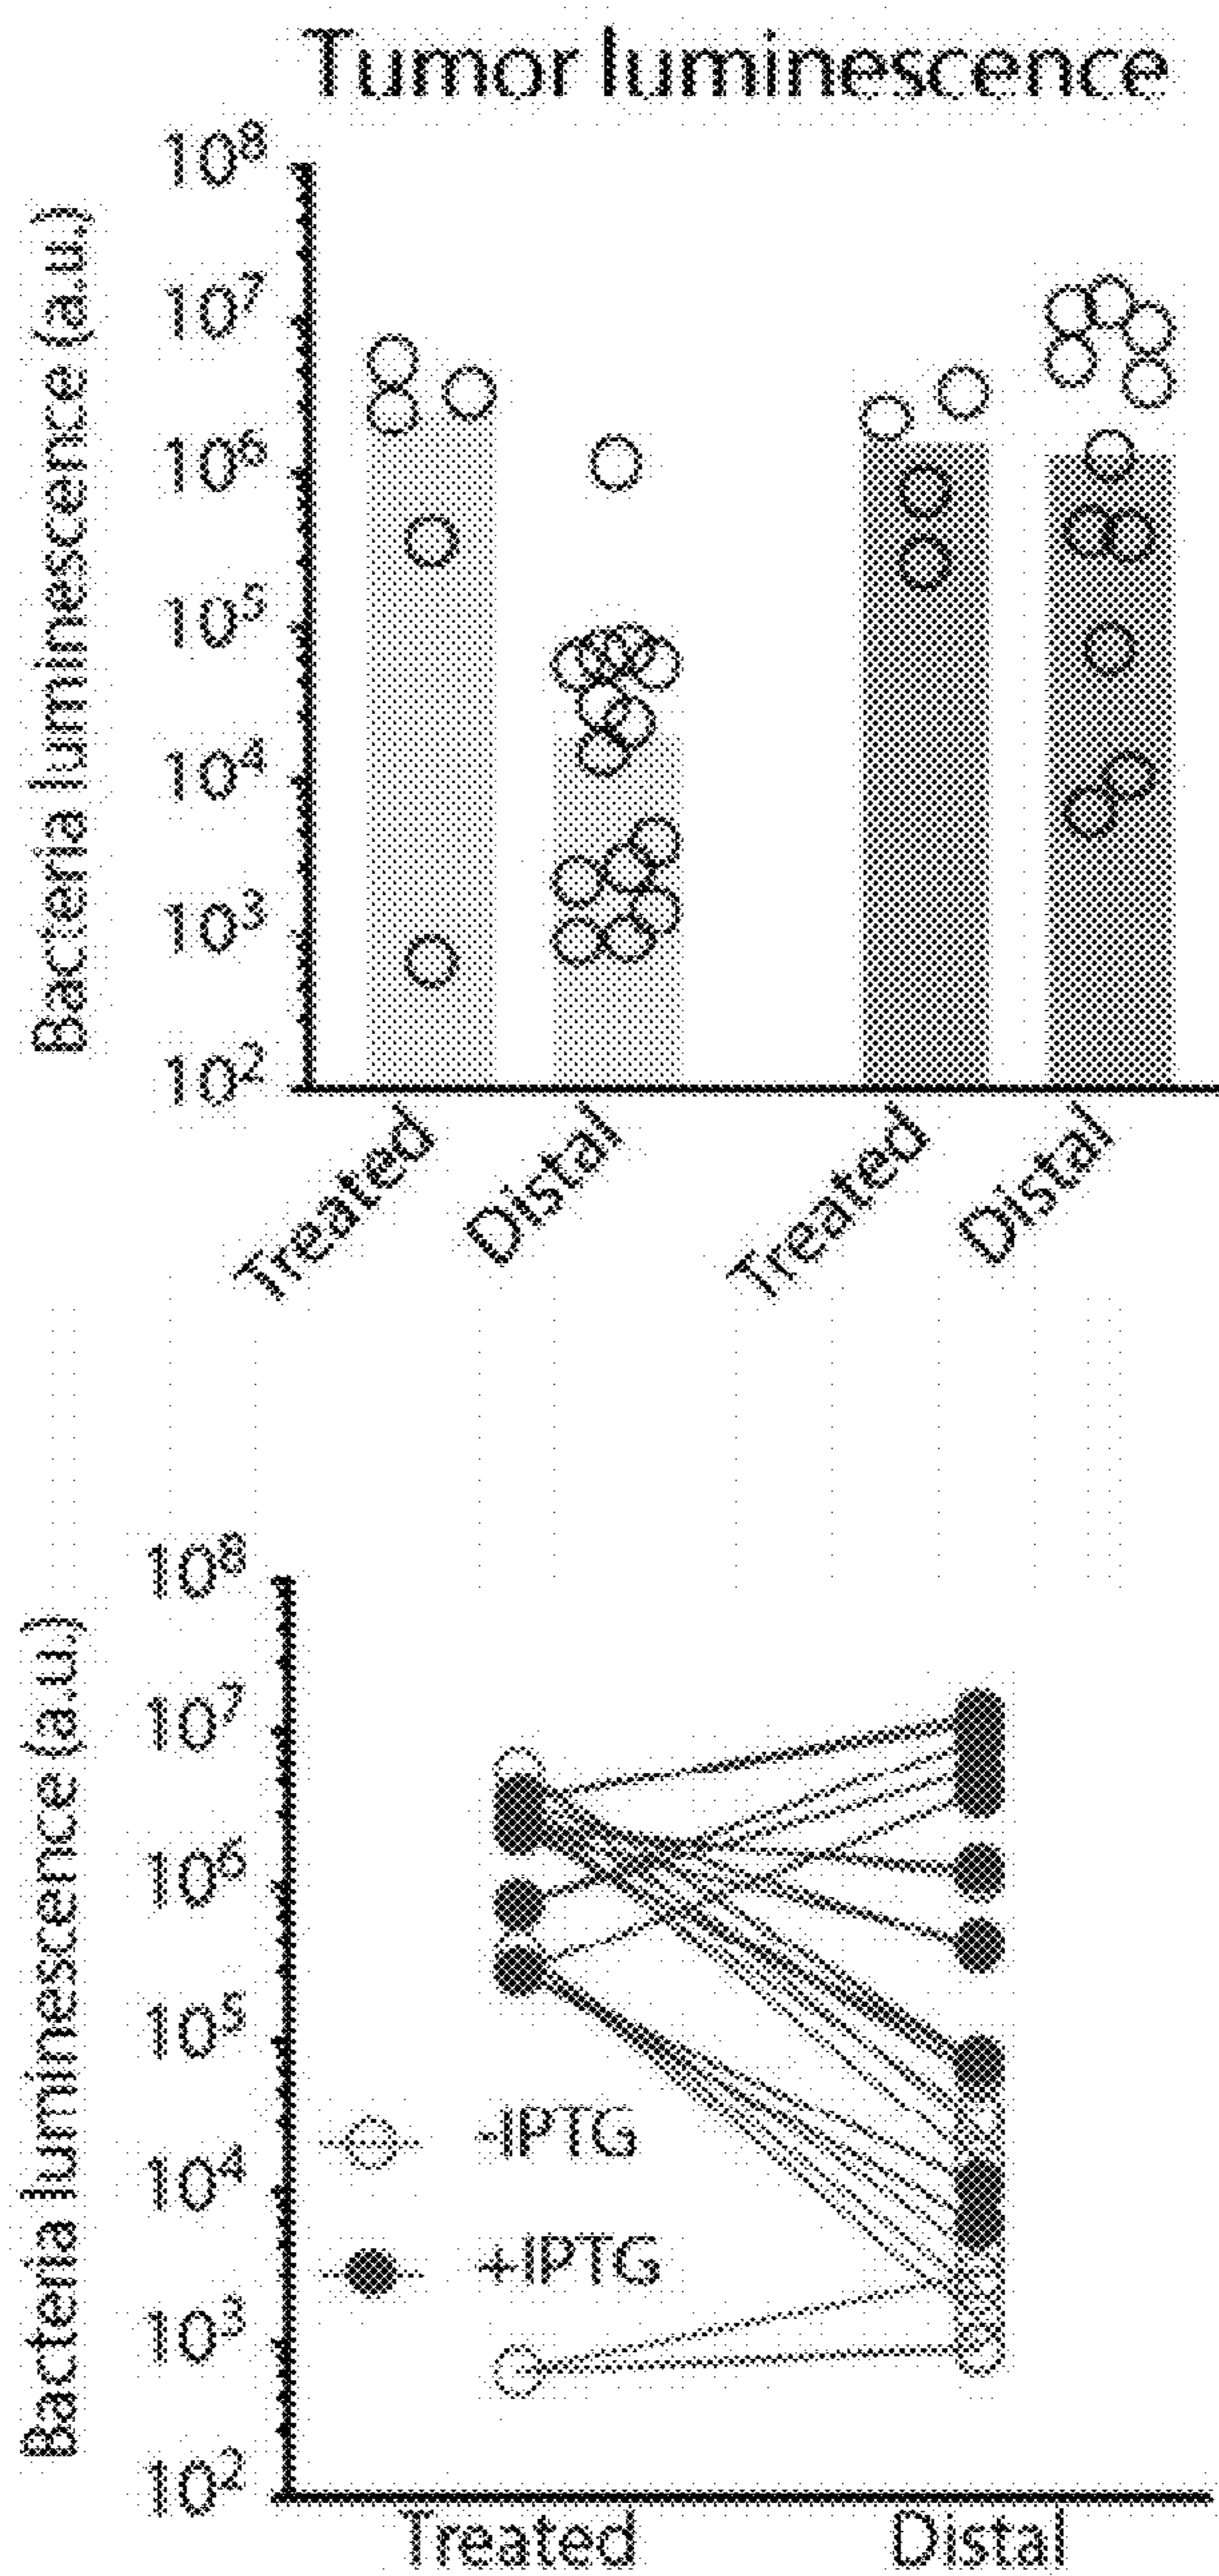 Tumor luminescence
Bacteria luminescence (a.u.)
10⁸
10⁷
10⁶
10⁵
10⁴
10³
10²
Treated
Distal
Treated
Distal
Bacteria luminescence (a.u.)
10⁸
10⁷
10⁶
10⁵
10⁴
10³
10²
-IPTG
+IPTG
Treated
Distal